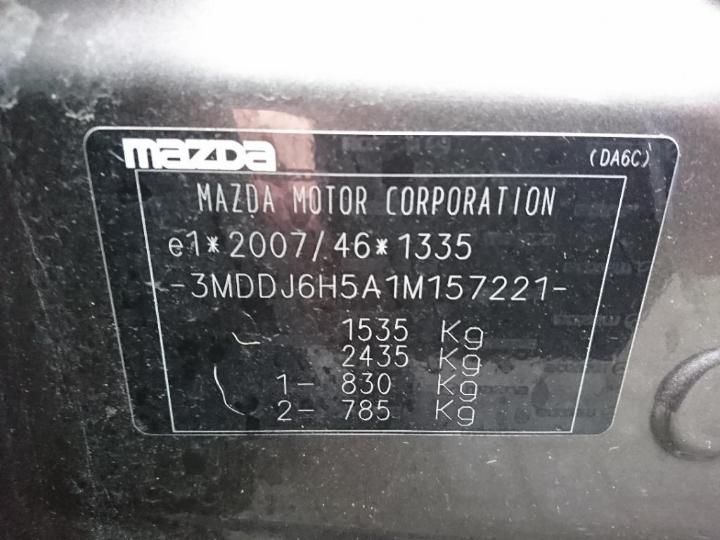 mazda (DA6C)
MAZDA MOTOR CORPORATION
e1*2007/46*1335
-3MDDJ6H5A1M157221-
1535 Kg
2435 Kg
1- 830 Kg
2- 785 Kg